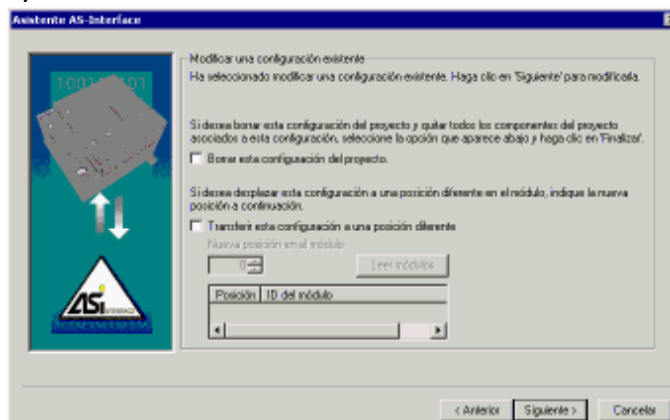 Asistente AS-Interface
Modificar una configuración existente
Ha seleccionado modificar una configuración existente. Haga clic en 'Siguiente' para modificarla.
Si desea borrar esta configuración del proyecto y quitar todos los componentes del proyecto
asociados a esta configuración, seleccione la opción que aparece abajo y haga clic en 'Finalizar'.
Borrar esta configuración del proyecto.
Si desea desplazar esta configuración a una posición diferente en el módulo, indique la nueva
posición a continuación.
Transferir esta configuración a una posición diferente
Nueva posición en el módulo
0
Leer módulos
Posición ID del módulo
ASi
INTERFACE
< Anterior Siguiente > Cancelar